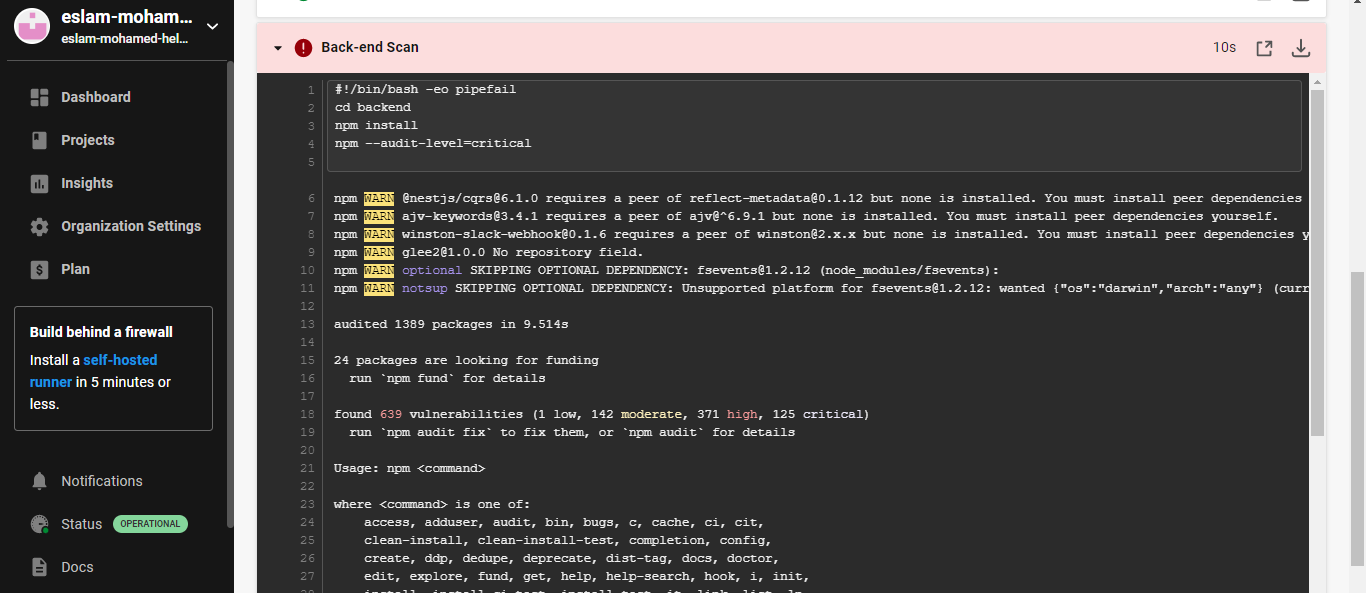 eslam-moham...
eslam-mohamed-hel...
Dashboard
Projects
Insights
Organization Settings
Plan
Build behind a firewall
Install a self-hosted
runner in 5 minutes or
less.
Notifications
Status OPERATIONAL
Docs
Back-end Scan 10s
1 #!/bin/bash -eo pipefail
2 cd backend
3 npm install
4 npm --audit-level=critical
5
6 npm WARN @nestjs/cqrs@6.1.0 requires a peer of reflect-metadata@0.1.12 but none is installed. You must install peer dependencies
7 npm WARN ajv-keywords@3.4.1 requires a peer of ajv@^6.9.1 but none is installed. You must install peer dependencies yourself.
8 npm WARN winston-slack-webhook@0.1.6 requires a peer of winston@2.x.x but none is installed. You must install peer dependencies y
9 npm WARN glee2@1.0.0 No repository field.
10 npm WARN optional SKIPPING OPTIONAL DEPENDENCY: fsevents@1.2.12 (node_modules/fsevents):
11 npm WARN notsup SKIPPING OPTIONAL DEPENDENCY: Unsupported platform for fsevents@1.2.12: wanted {"os":"darwin","arch":"any"} (curr
12
13 audited 1389 packages in 9.514s
14
15 24 packages are looking for funding
16 run `npm fund` for details
17
18 found 639 vulnerabilities (1 low, 142 moderate, 371 high, 125 critical)
19 run `npm audit fix` to fix them, or `npm audit` for details
20
21 Usage: npm <command>
22
23 where <command> is one of:
24 access, adduser, audit, bin, bugs, c, cache, ci, cit,
25 clean-install, clean-install-test, completion, config,
26 create, ddp, dedupe, deprecate, dist-tag, docs, doctor,
27 edit, explore, fund, get, help, help-search, hook, i, init,